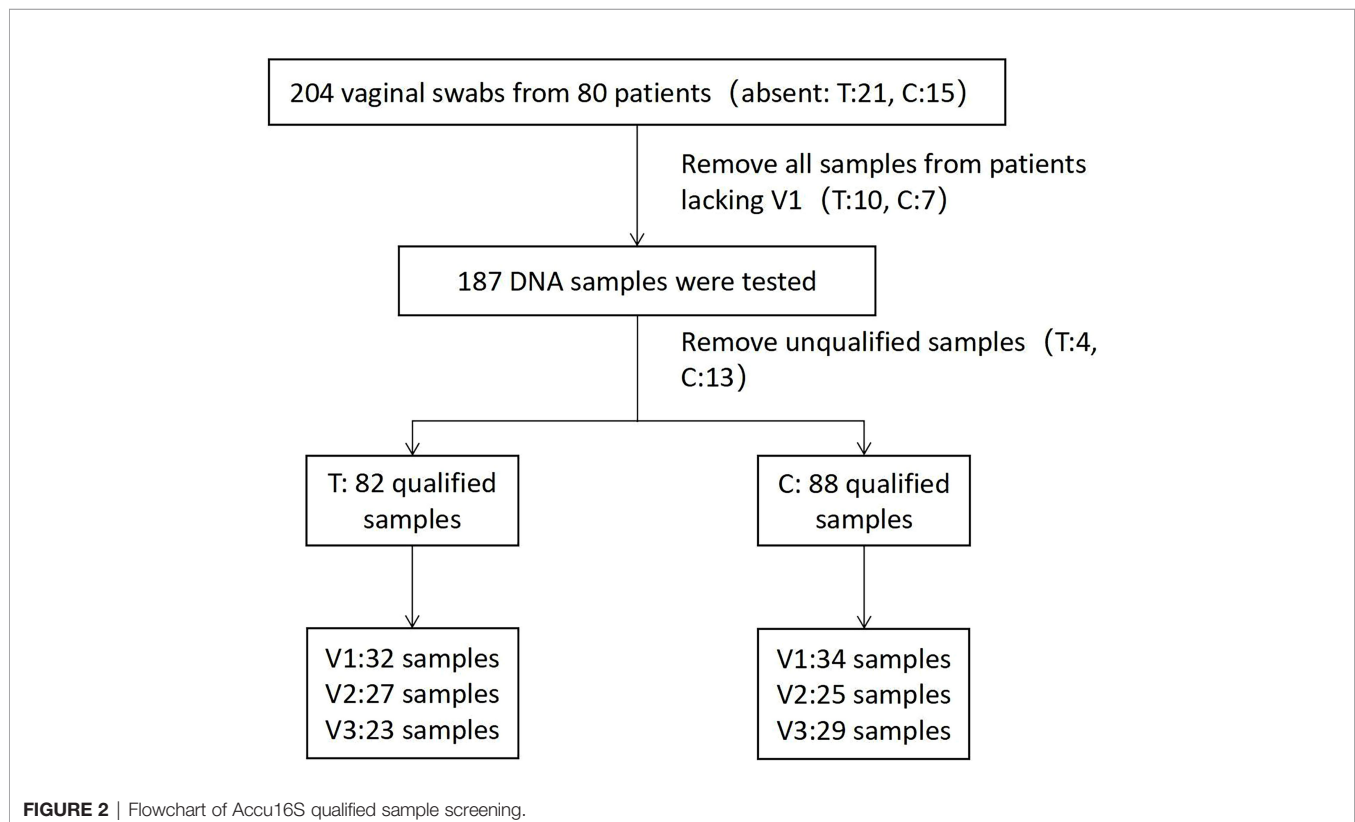 204 vaginal swabs from 80 patients（absent: T:21, C:15）
Remove all samples from patients
lacking V1（T:10, C:7）
187 DNA samples were tested
Remove unqualified samples（T:4,
C:13）
T: 82 qualified
samples
C: 88 qualified
samples
V1:32 samples
V2:27 samples
V3:23 samples
V1:34 samples
V2:25 samples
V3:29 samples
FIGURE 2 | Flowchart of Accu16S qualified sample screening.